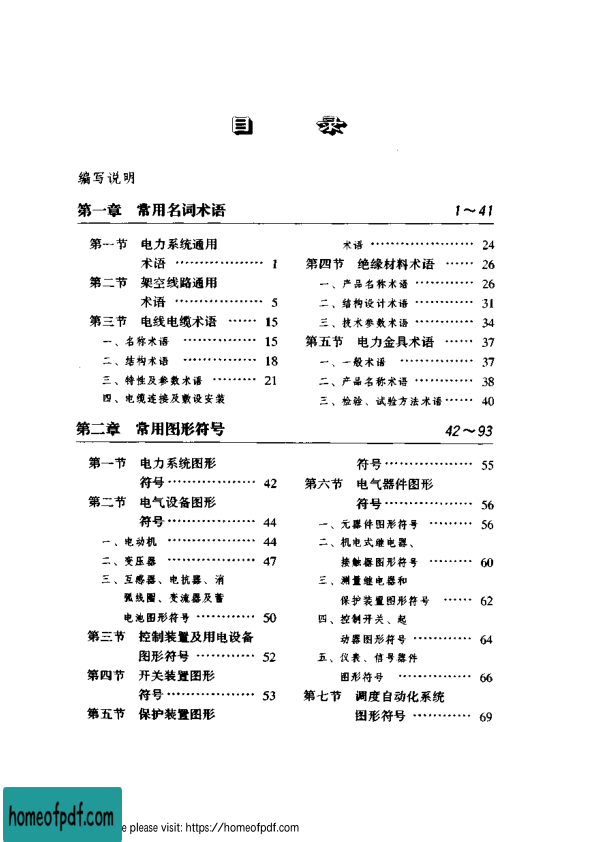 目 录
编写说明
第一章 常用名词术语 1～41
第一节 电力系统通用
术语 ·················· 1
第二节 架空线路通用
术语 ·················· 5
第三节 电线电缆术语 ······ 15
一、名称术语 ··············· 15
二、结构术语 ··············· 18
三、特性及参数术语 ········· 21
四、电缆连接及敷设安装
术语 ····················· 24
第四节 绝缘材料术语 ······ 26
一、产品名称术语 ············ 26
二、结构设计术语 ············ 31
三、技术参数术语 ············ 34
第五节 电力金具术语 ······ 37
一、一般术语 ··············· 37
二、产品名称术语 ············ 38
三、检验、试验方法术语 ······ 40
第二章 常用图形符号 42～93
第一节 电力系统图形
符号 ·················· 42
第二节 电气设备图形
符号 ·················· 44
一、电动机 ·················· 44
二、变压器 ·················· 47
三、互感器、电抗器、消
弧线圈、变流器及蓄
电池图形符号 ············ 50
第三节 控制装置及用电设备
图形符号 ············ 52
第四节 开关装置图形
符号 ·················· 53
第五节 保护装置图形
符号 ·················· 55
第六节 电气器件图形
符号 ·················· 56
一、元器件图形符号 ········· 56
二、机电式继电器、
接触器图形符号 ········· 60
三、测量继电器和
保护装置图形符号 ······ 62
四、控制开关、起
动器图形符号 ············ 64
五、仪表、信号器件
图形符号 ··············· 66
第七节 调度自动化系统
图形符号 ············ 69
homeofpdf.com
e please visit: https://homeofpdf.com